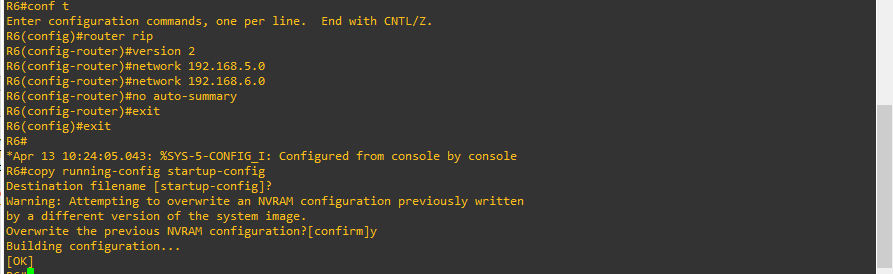 R6#conf t
Enter configuration commands, one per line.  End with CNTL/Z.
R6(config)#router rip
R6(config-router)#version 2
R6(config-router)#network 192.168.5.0
R6(config-router)#network 192.168.6.0
R6(config-router)#no auto-summary
R6(config-router)#exit
R6(config)#exit
R6#
*Apr 13 10:24:05.043: %SYS-5-CONFIG_I: Configured from console by console
R6#copy running-config startup-config
Destination filename [startup-config]?
Warning: Attempting to overwrite an NVRAM configuration previously written
by a different version of the system image.
Overwrite the previous NVRAM configuration?[confirm]y
Building configuration...
[OK]
R6#